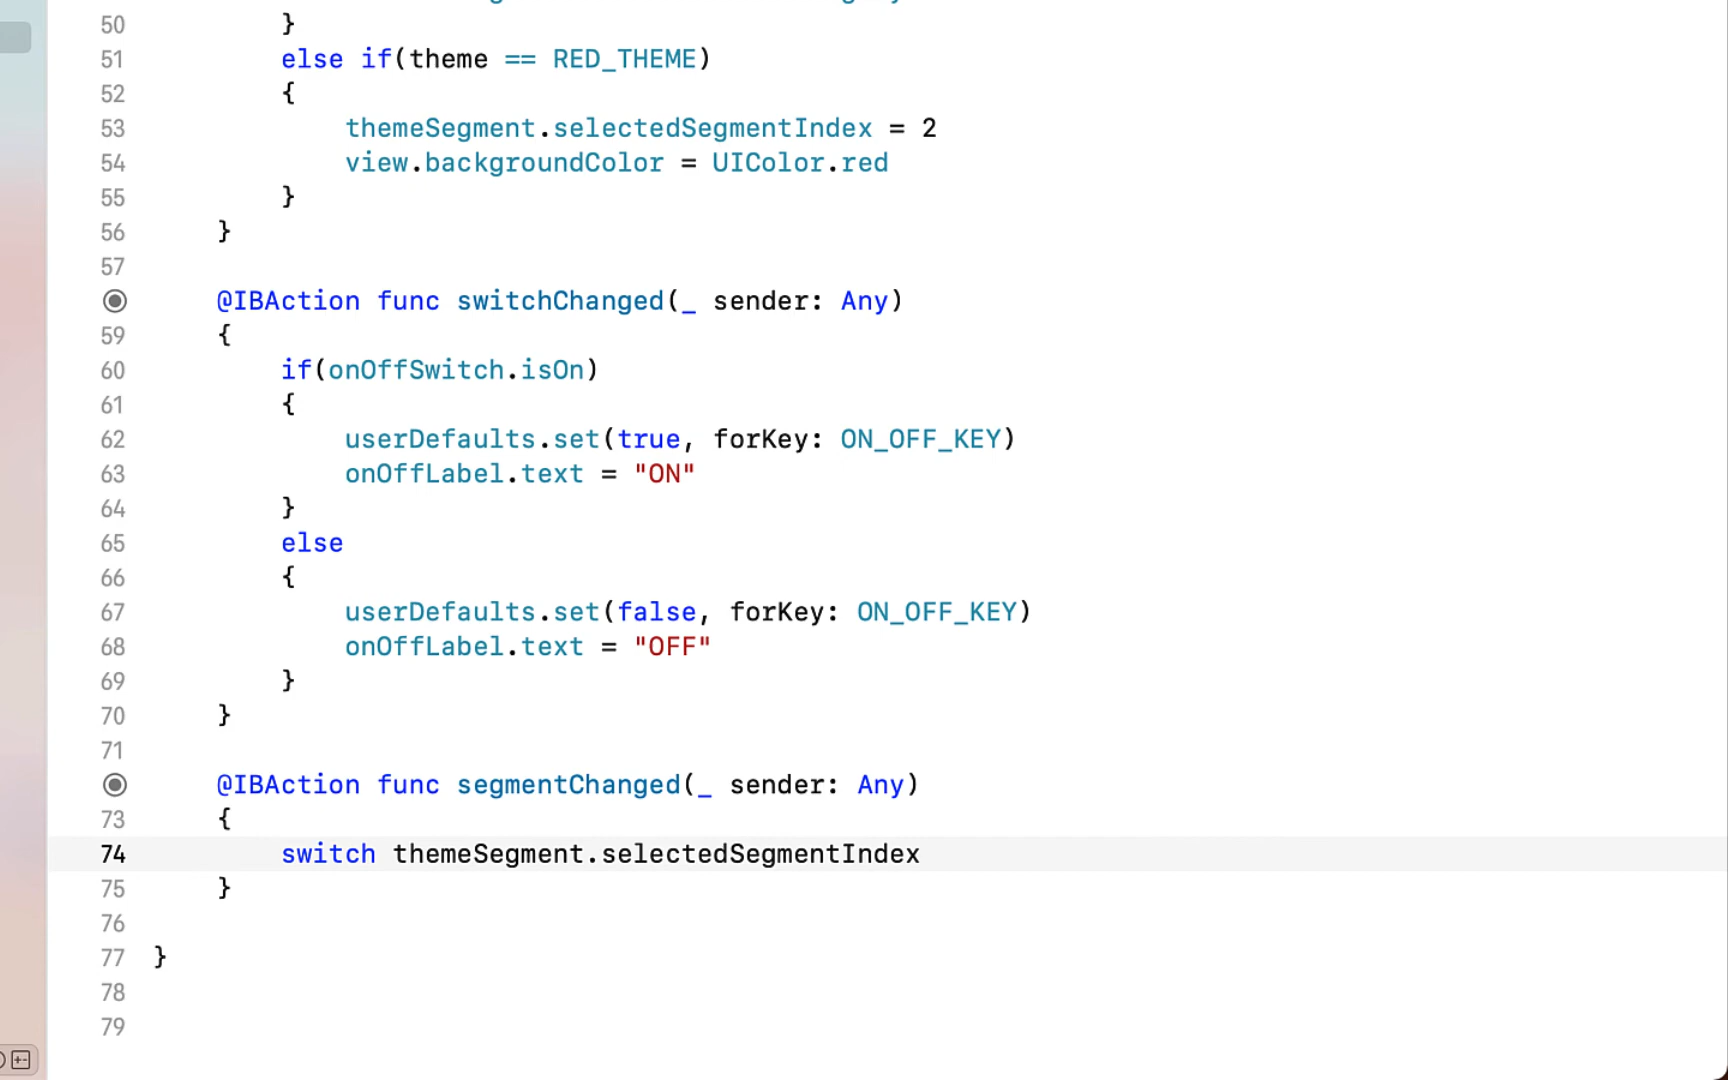 50 }
51 else if(theme == RED_THEME)
52 {
53 themeSegment.selectedSegmentIndex = 2
54 view.backgroundColor = UIColor.red
55 }
56 }
57
@IBAction func switchChanged(_ sender: Any)
59 {
60 if(onOffSwitch.isOn)
61 {
62 userDefaults.set(true, forKey: ON_OFF_KEY)
63 onOffLabel.text = "ON"
64 }
65 else
66 {
67 userDefaults.set(false, forKey: ON_OFF_KEY)
68 onOffLabel.text = "OFF"
69 }
70 }
71
@IBAction func segmentChanged(_ sender: Any)
73 {
74 switch themeSegment.selectedSegmentIndex
75 }
76
77 }
78
79